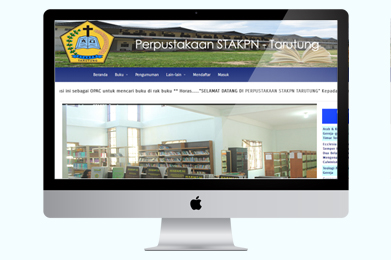 Perpustakaan STAKPN - Tarutung
Beranda Buku Pengumuman Lain-lain Mendaftar Masuk
si ini sebagai OPAC untuk mencari buku di rak buku ** Horas....."SELAMAT DATANG DI PERPUSTAKAAN STAKPN TARUTUNG" Kepada